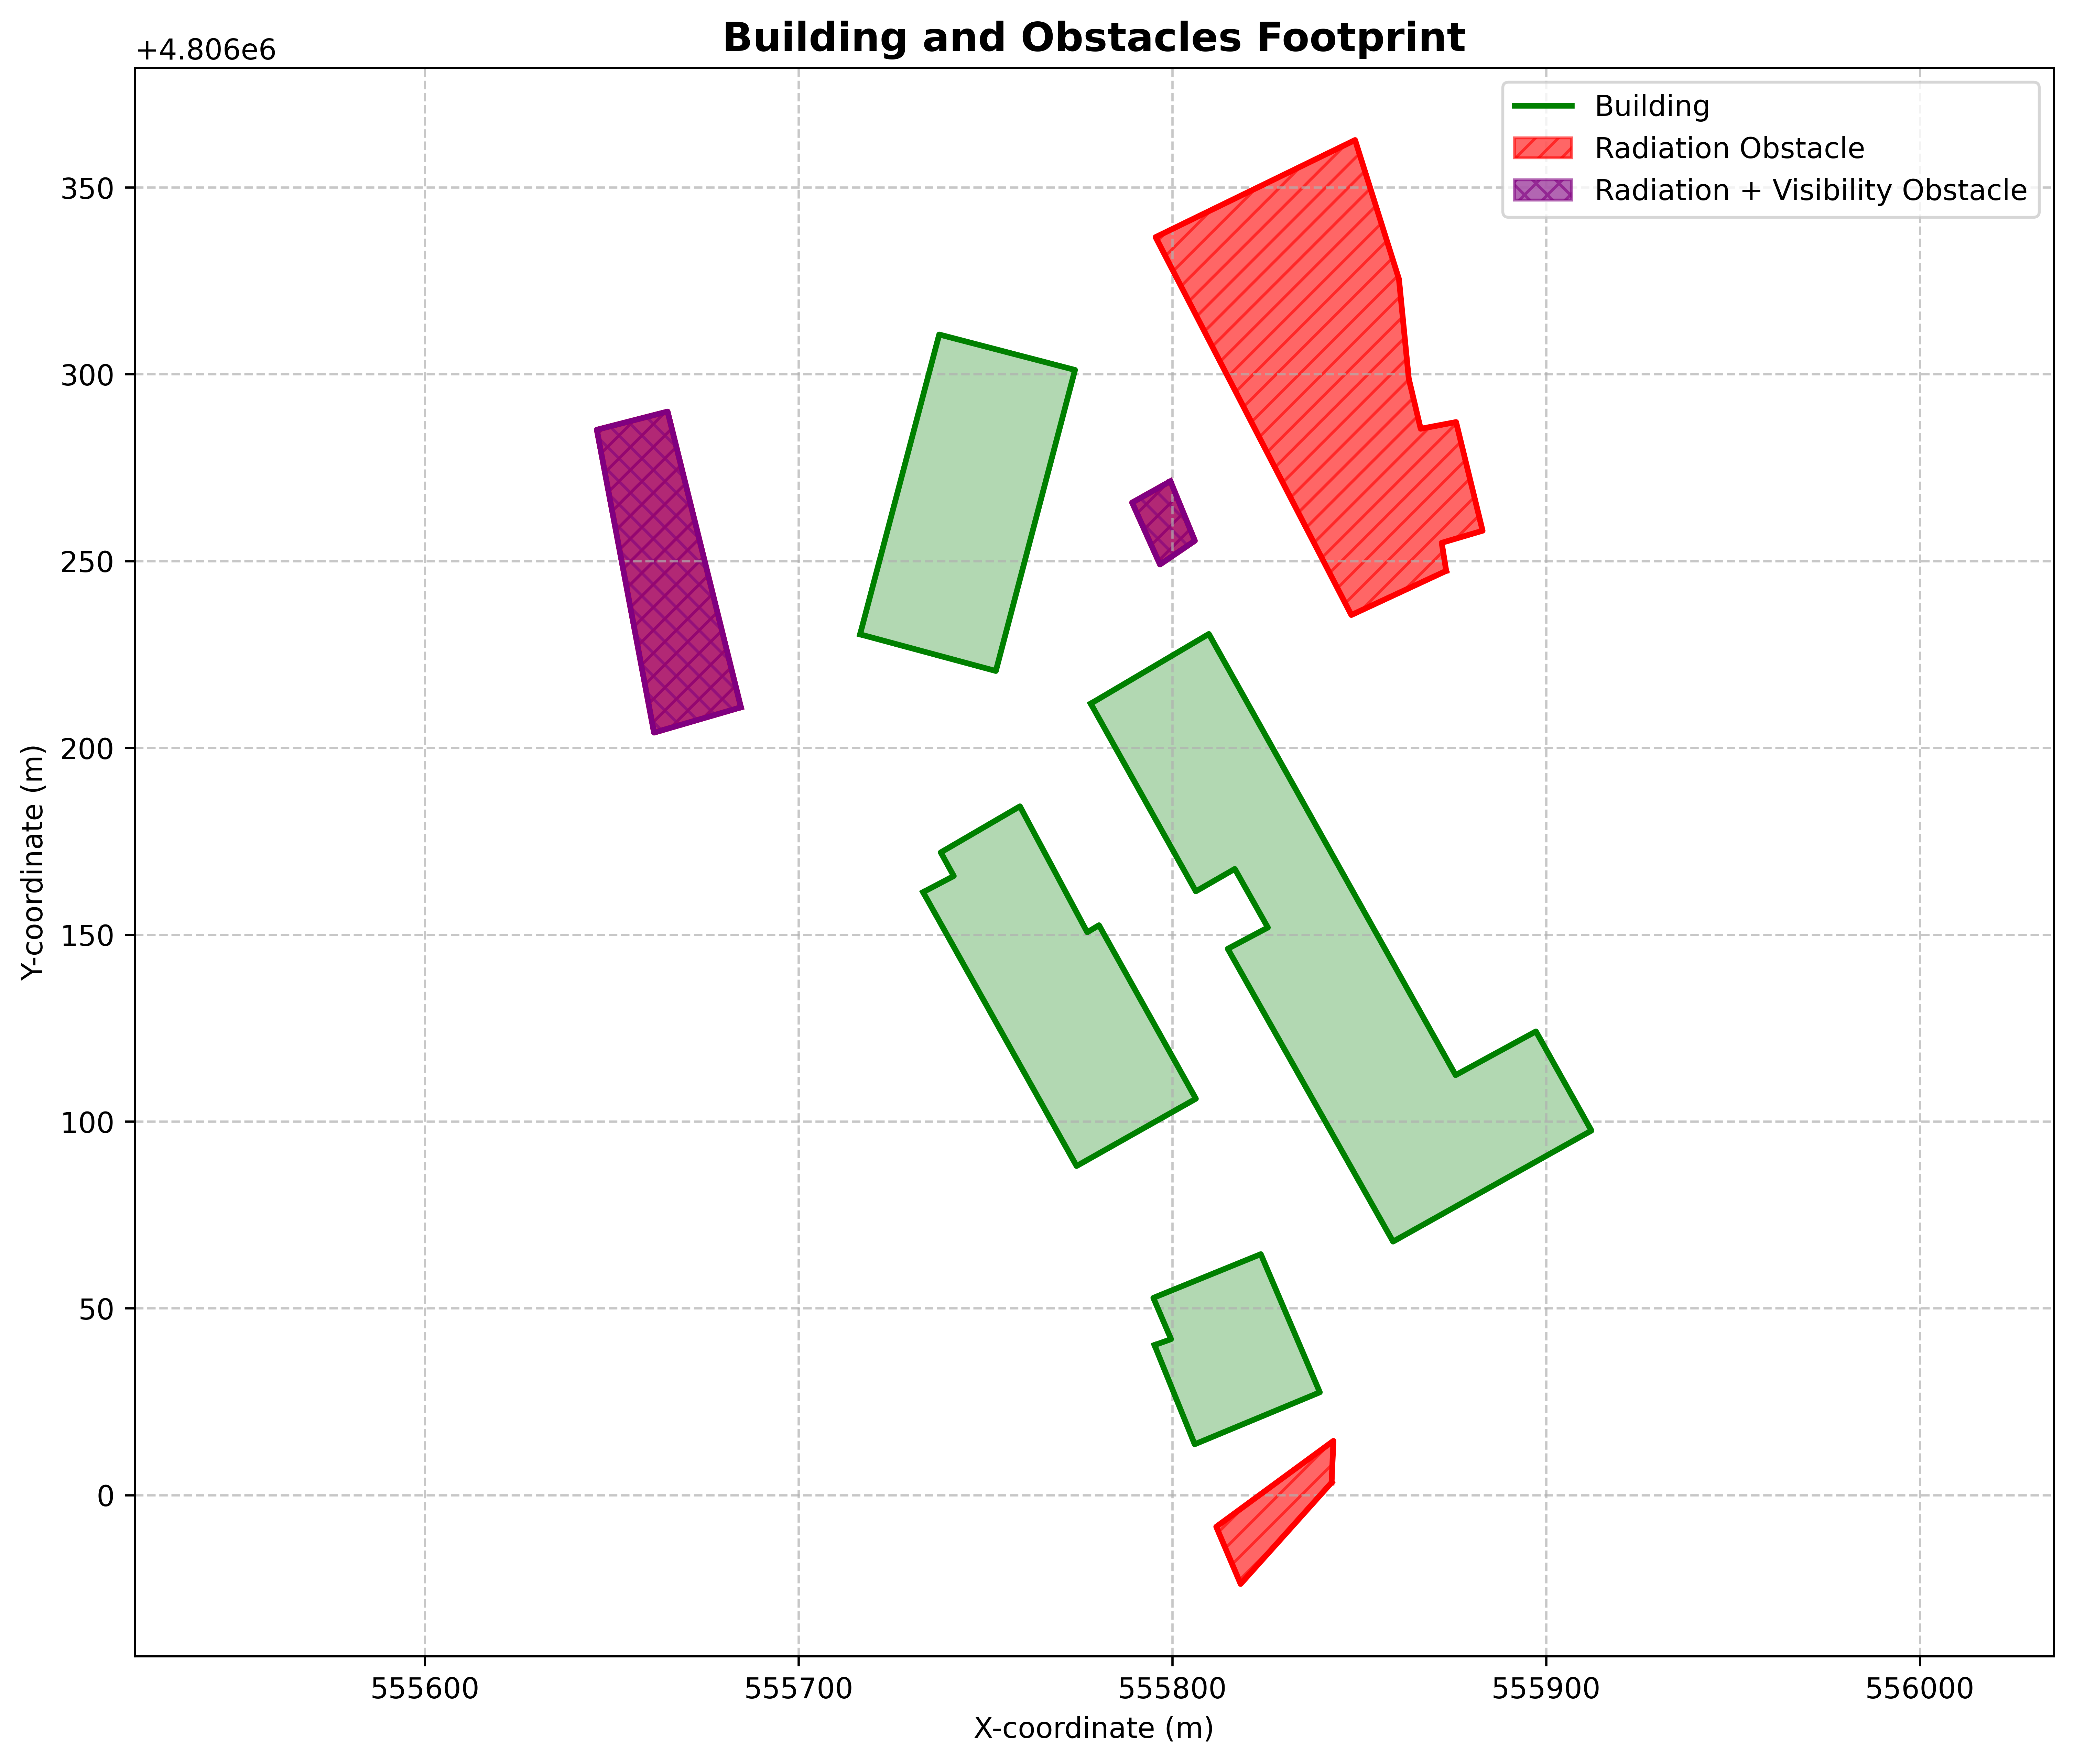 Building and Obstacles Footprint
+4.806e6
Building
Radiation Obstacle
Radiation + Visibility Obstacle
350
300
250
200
150
100
50
0
Y-coordinate (m)
555600 555700 555800 555900 556000
X-coordinate (m)